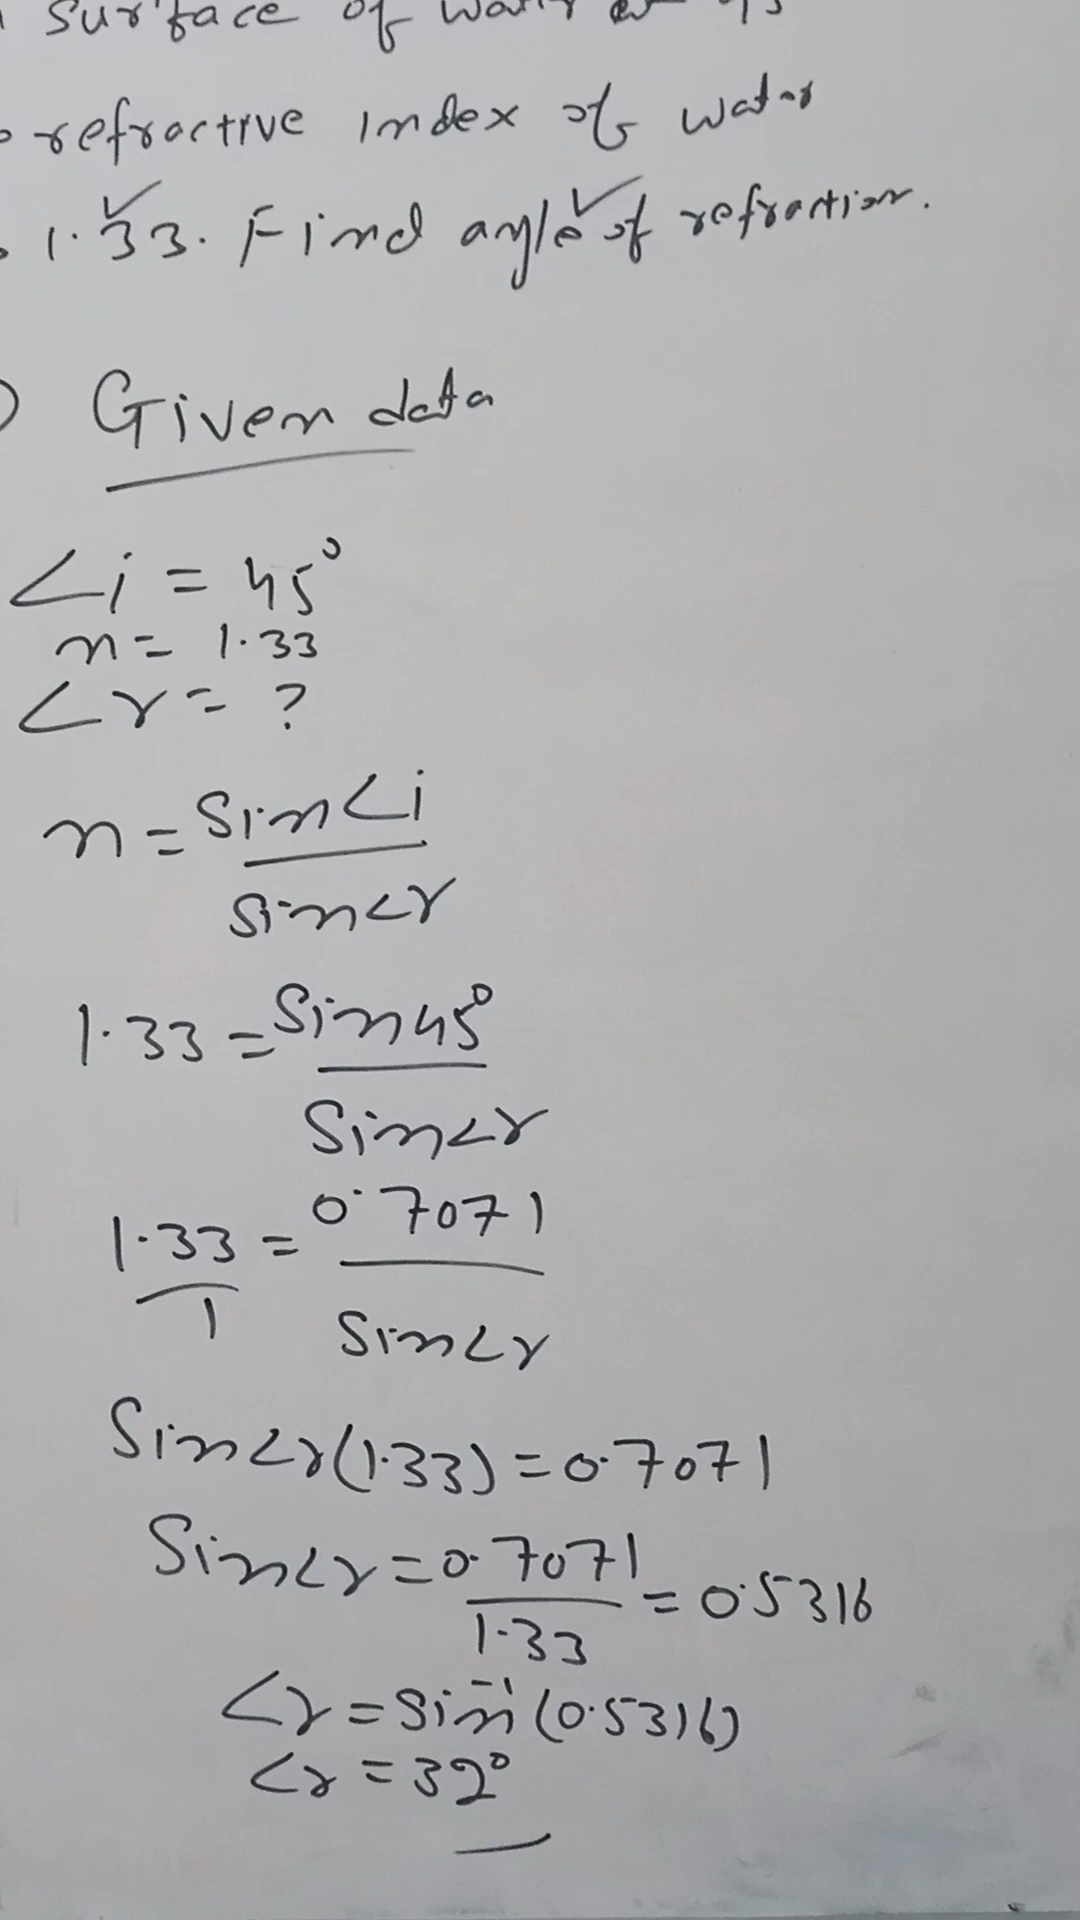 surface of water
refractive index of water
1.33. Find angle of refraction.
Given data
∠i = 45°
n = 1.33
∠r = ?
n = Sin∠i
sin∠r
1.33 = Sin45°
Sin∠r
1.33 = 0.7071
1 Sin∠r
Sin∠r(1.33) = 0.7071
Sin∠r = 0.7071 = 0.5316
1.33
∠r = sin⁻¹(0.5316)
∠r = 32°